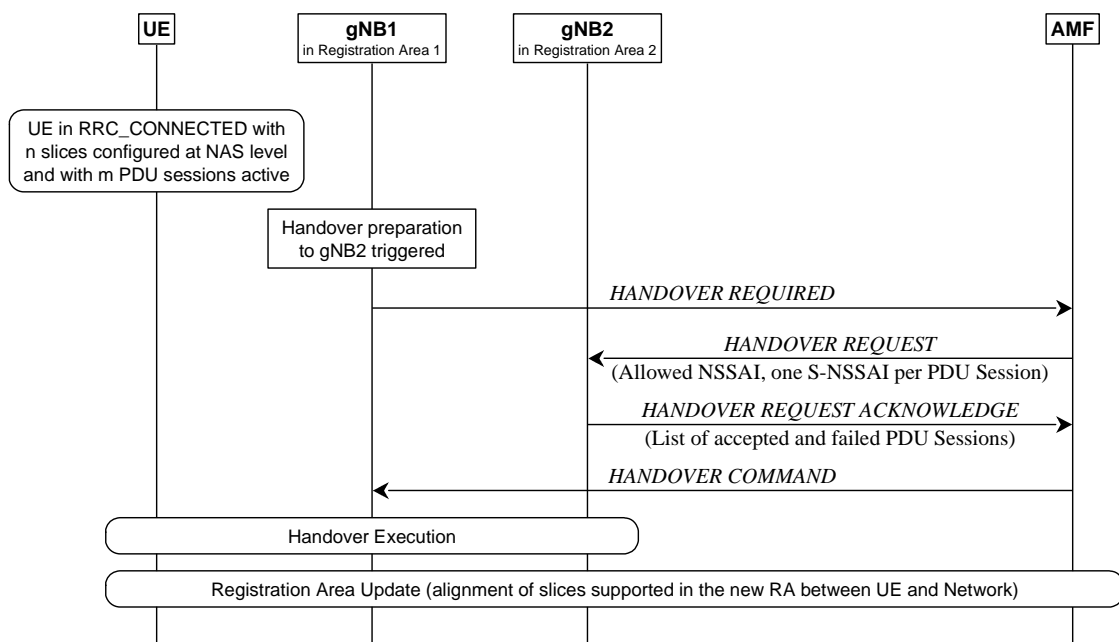 UE
gNB1
in Registration Area 1
gNB2
in Registration Area 2
AMF
UE in RRC_CONNECTED with
n slices configured at NAS level
and with m PDU sessions active
Handover preparation
to gNB2 triggered
HANDOVER REQUIRED
HANDOVER REQUEST
(Allowed NSSAI, one S-NSSAI per PDU Session)
HANDOVER REQUEST ACKNOWLEDGE
(List of accepted and failed PDU Sessions)
HANDOVER COMMAND
Handover Execution
Registration Area Update (alignment of slices supported in the new RA between UE and Network)